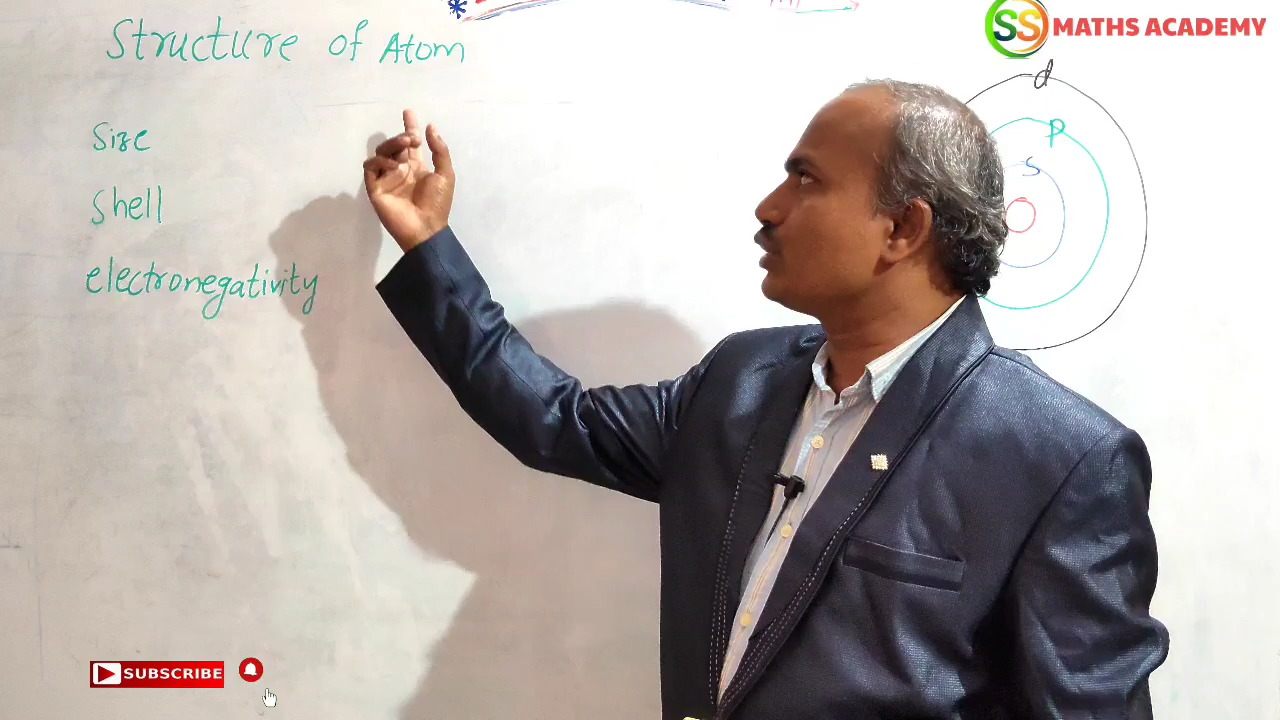 Structure of Atom
SS MATHS ACADEMY
d
p
s
Size
Shell
electronegativity
SUBSCRIBE